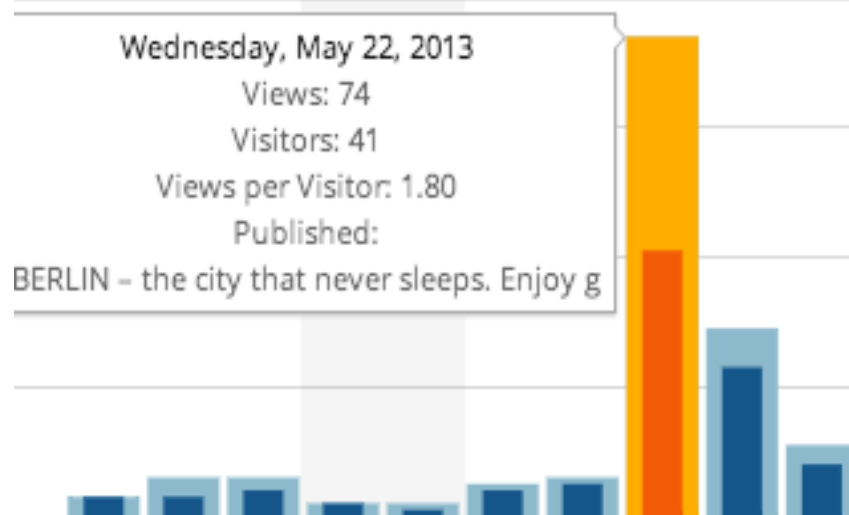 Wednesday, May 22, 2013
Views: 74
Visitors: 41
Views per Visitor: 1.80
Published:
BERLIN – the city that never sleeps. Enjoy g